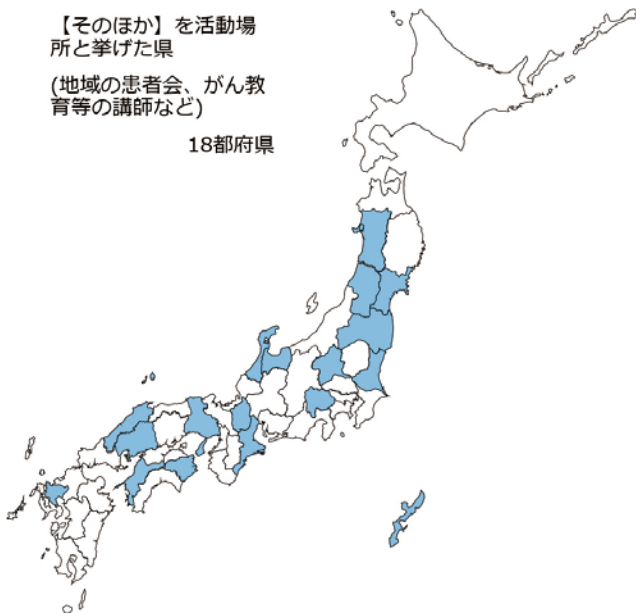 【そのほか】を活動場
所と挙げた県
(地域の患者会、がん教
育等の講師など)
18都府県